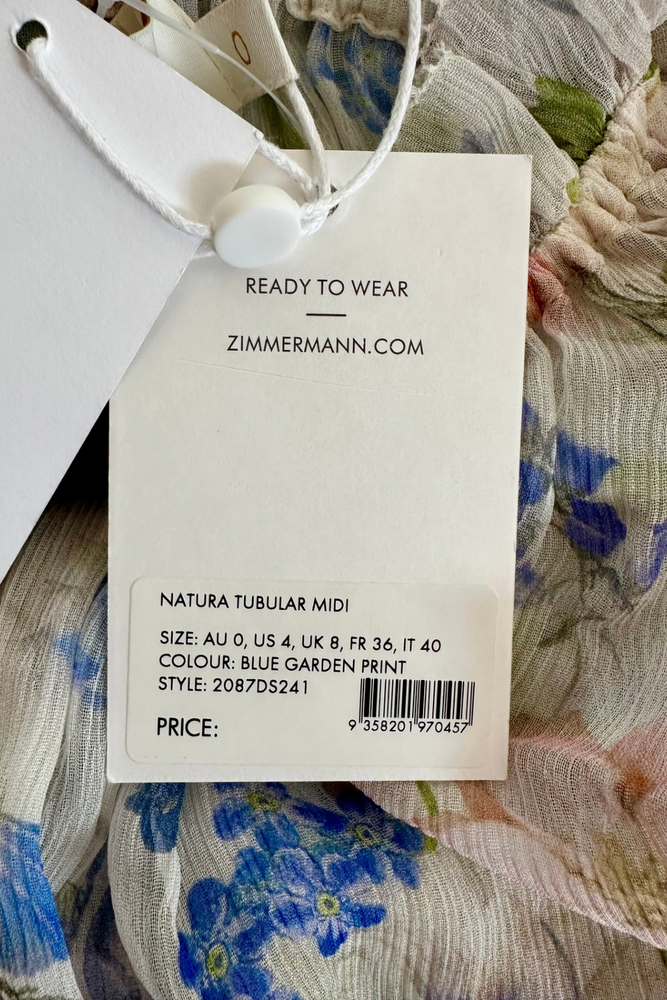 0
READY TO WEAR
ZIMMERMANN.COM
NATURA TUBULAR MIDI
SIZE: AU 0, US 4, UK 8, FR 36, IT 40
COLOUR: BLUE GARDEN PRINT
STYLE: 2087DS241
PRICE:
9 358201 970457